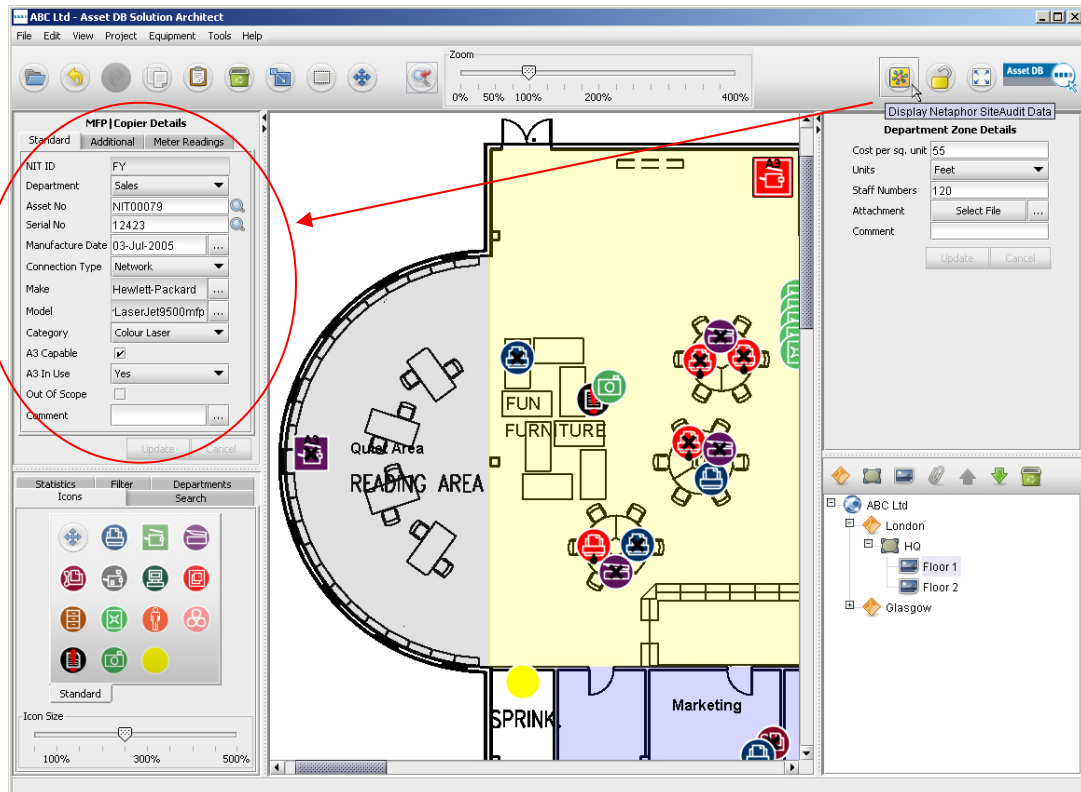 ABC Ltd - Asset DB Solution Architect
File Edit View Project Equipment Tools Help
Zoom
0% 50% 100% 200% 400%
Asset DB
Display Netaphor SiteAudit Data
MFP|Copier Details
Standard Additional Meter Readings
NIT ID FY
Department Sales
Asset No NIT00079
Serial No 12423
Manufacture Date 03-Jul-2005 ...
Connection Type Network
Make Hewlett-Packard ...
Model LaserJet9500mfp ...
Category Colour Laser
A3 Capable
A3 In Use Yes
Out Of Scope
Comment ...
Update Cancel
Statistics Filter Departments
Icons Search
Standard
Icon Size
100% 300% 500%
A3
FUN
FURNITURE
A3
Quiet Area
READING AREA
SPRINK.
Marketing
Department Zone Details
Cost per sq. unit 55
Units Feet
Staff Numbers 120
Attachment Select File ...
Comment
Update Cancel
ABC Ltd
London
HQ
Floor 1
Floor 2
Glasgow